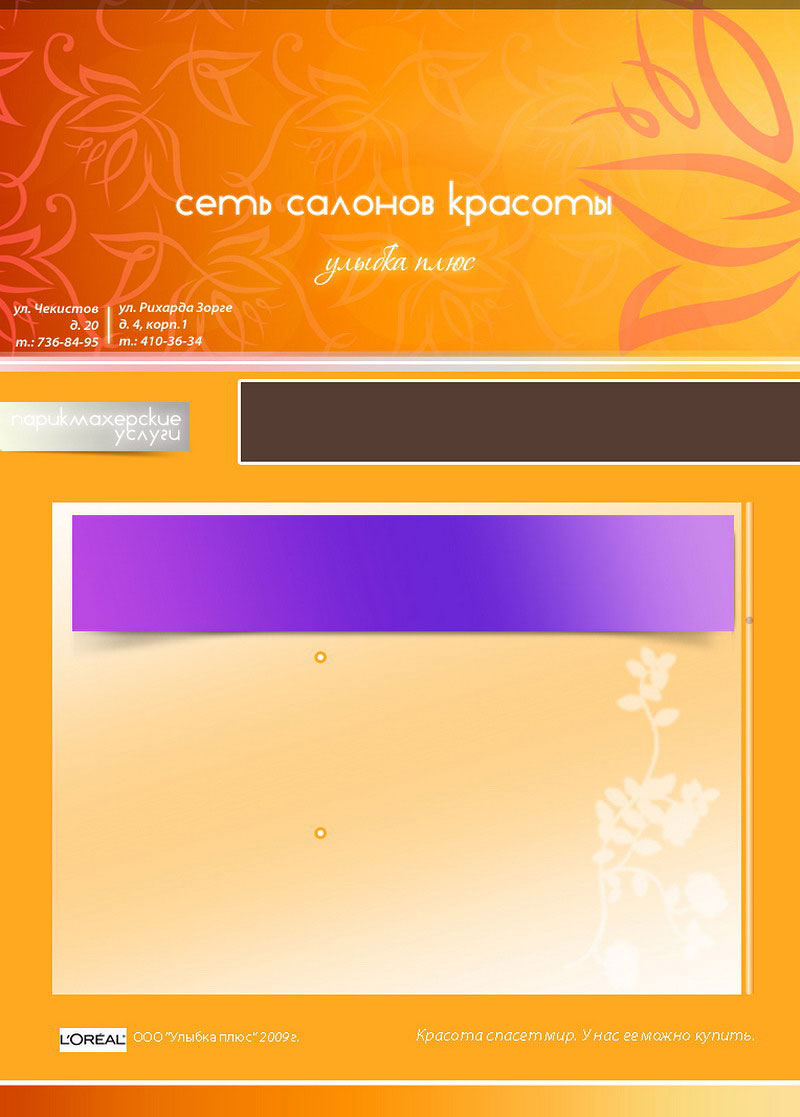 сеть салонов красоты
улыбка плюс
ул. Чекистов
д. 20
т.: 736-84-95
ул. Рихарда Зорге
д. 4, корп.1
т.: 410-36-34
парикмахерские
услуги
L'ORÉAL
ООО "Улыбка плюс" 2009г.
Красота спасет мир. У нас ее можно купить.